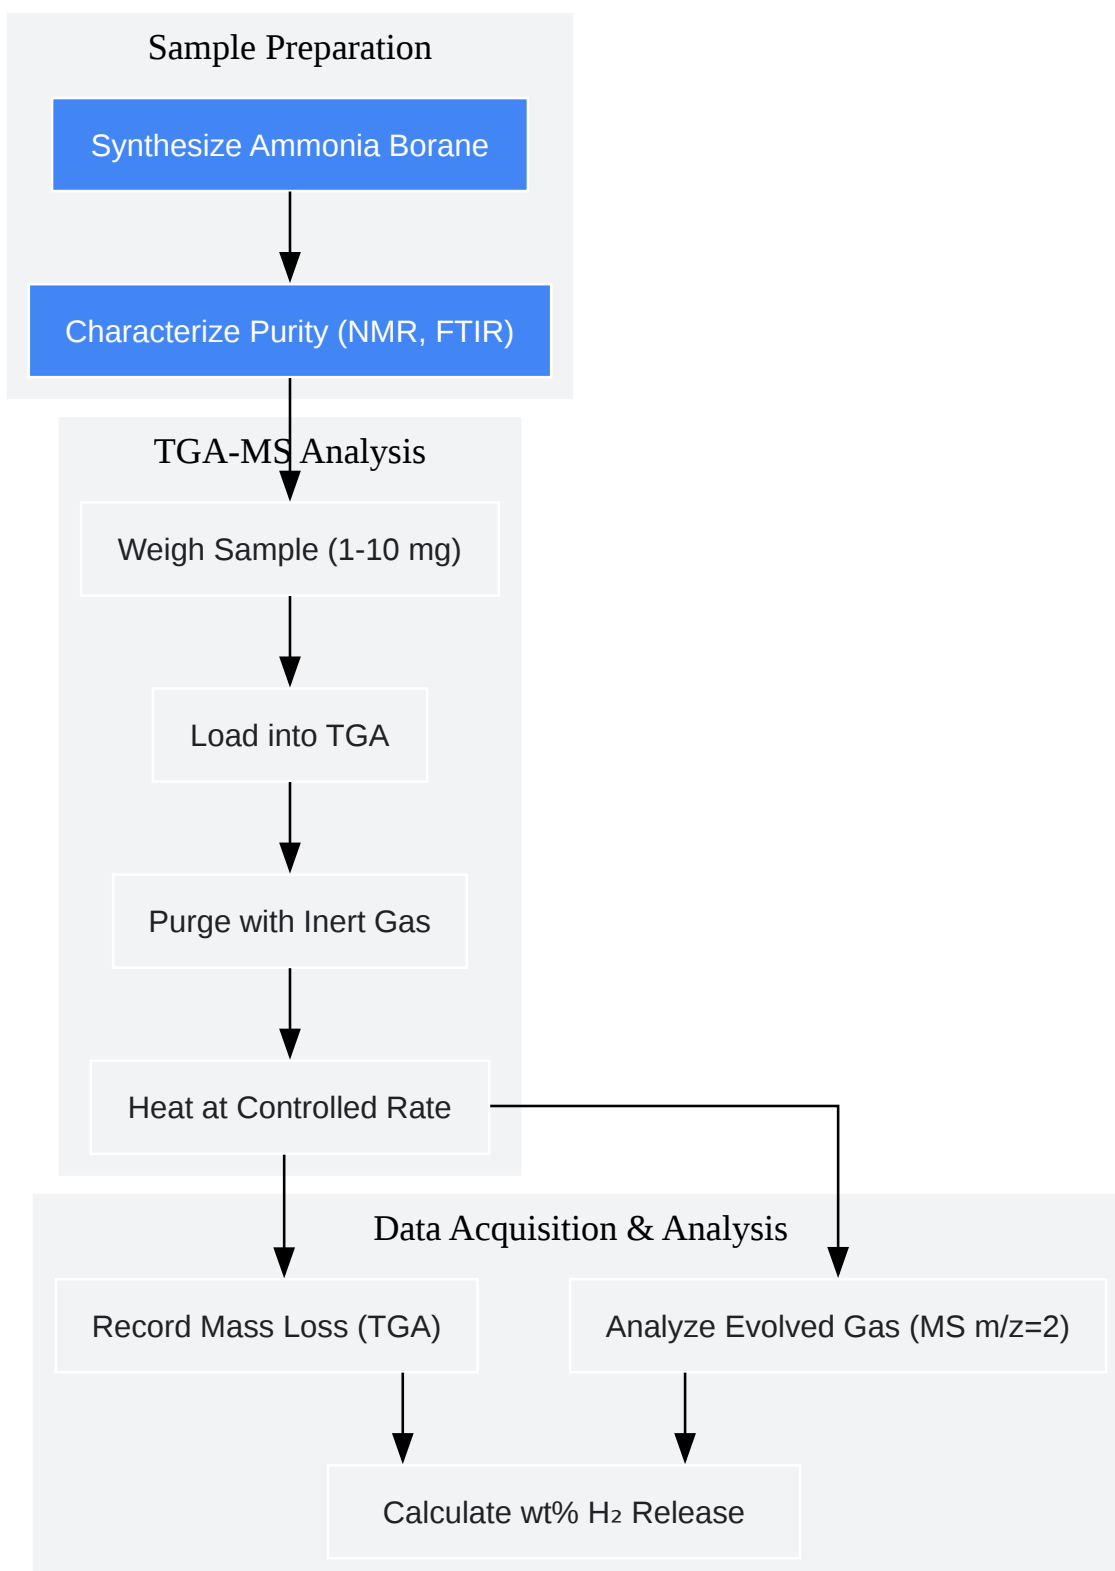 Sample Preparation
Synthesize Ammonia Borane
Characterize Purity (NMR, FTIR)
TGA-MS Analysis
Weigh Sample (1-10 mg)
Load into TGA
Purge with Inert Gas
Heat at Controlled Rate
Data Acquisition & Analysis
Record Mass Loss (TGA)
Analyze Evolved Gas (MS m/z=2)
Calculate wt% H₂ Release